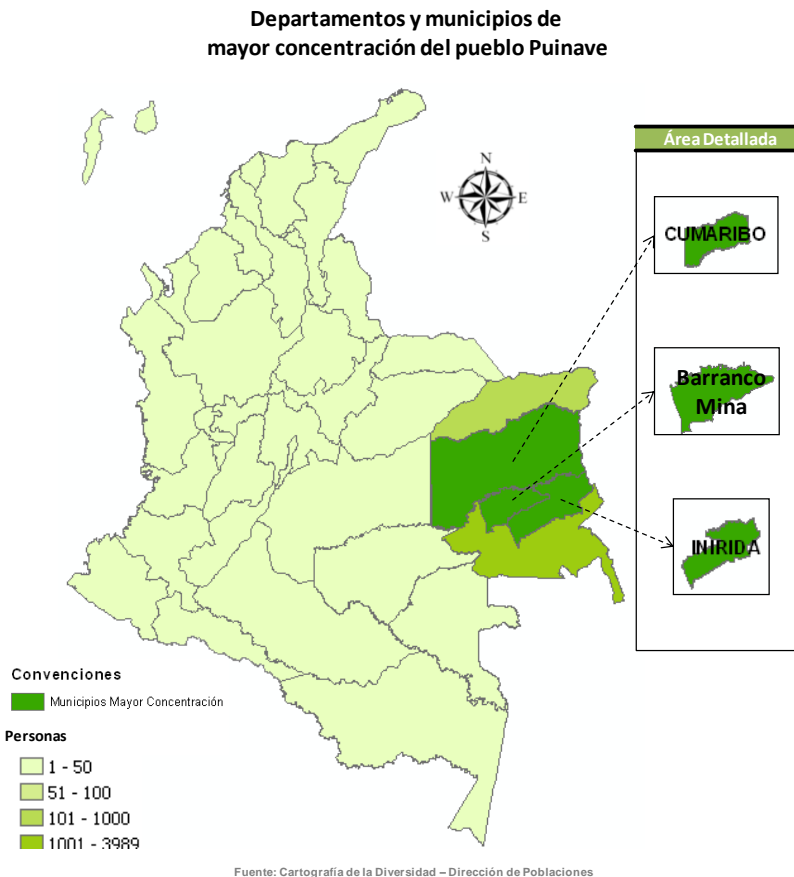 Departamentos y municipios de
mayor concentración del pueblo Puinave
Área Detallada
N
W E
S
CUMARIBO
Barranco
Mina
INIRIDA
Convenciones
Municipios Mayor Concentración
Personas
1 - 50
51 - 100
101 - 1000
1001 - 3989
Fuente: Cartografía de la Diversidad – Dirección de Poblaciones